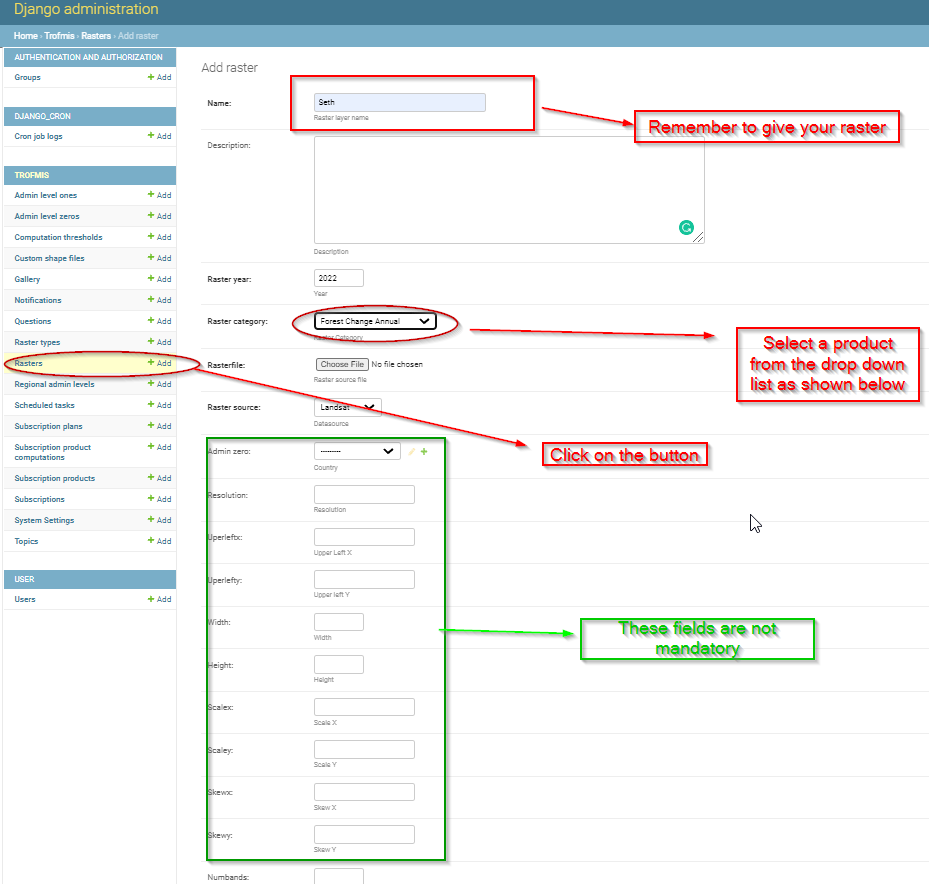 Django administration
Home › Trofmis › Rasters › Add raster
AUTHENTICATION AND AUTHORIZATION
Groups + Add
DJANGO_CRON
Cron job logs + Add
TROFMIS
Admin level ones + Add
Admin level zeros + Add
Computation thresholds + Add
Custom shape files + Add
Gallery + Add
Notifications + Add
Questions + Add
Raster types + Add
Rasters + Add
Regional admin levels + Add
Scheduled tasks + Add
Subscription plans + Add
Subscription product + Add
computations
Subscription products + Add
Subscriptions + Add
System Settings + Add
Topics + Add
USER
Users + Add
Add raster
Name: Seth
Raster layer name
Remember to give your raster
Description:
Description
Raster year: 2022
Year
Raster category: Forest Change Annual
Raster Category
Select a product
from the drop down
list as shown below
Rasterfile: Choose File No file chosen
Raster source file
Raster source: Landsat
Datasource
Click on the button
Admin zero: ---------
Country
Resolution:
Resolution
Uperleftx:
Upper Left X
Uperlefty:
Upper left Y
Width:
Width
These fields are not
mandatory
Height:
Height
Scalex:
Scale X
Scaley:
Scale Y
Skewx:
Skew X
Skewy:
Skew Y
Numbands: